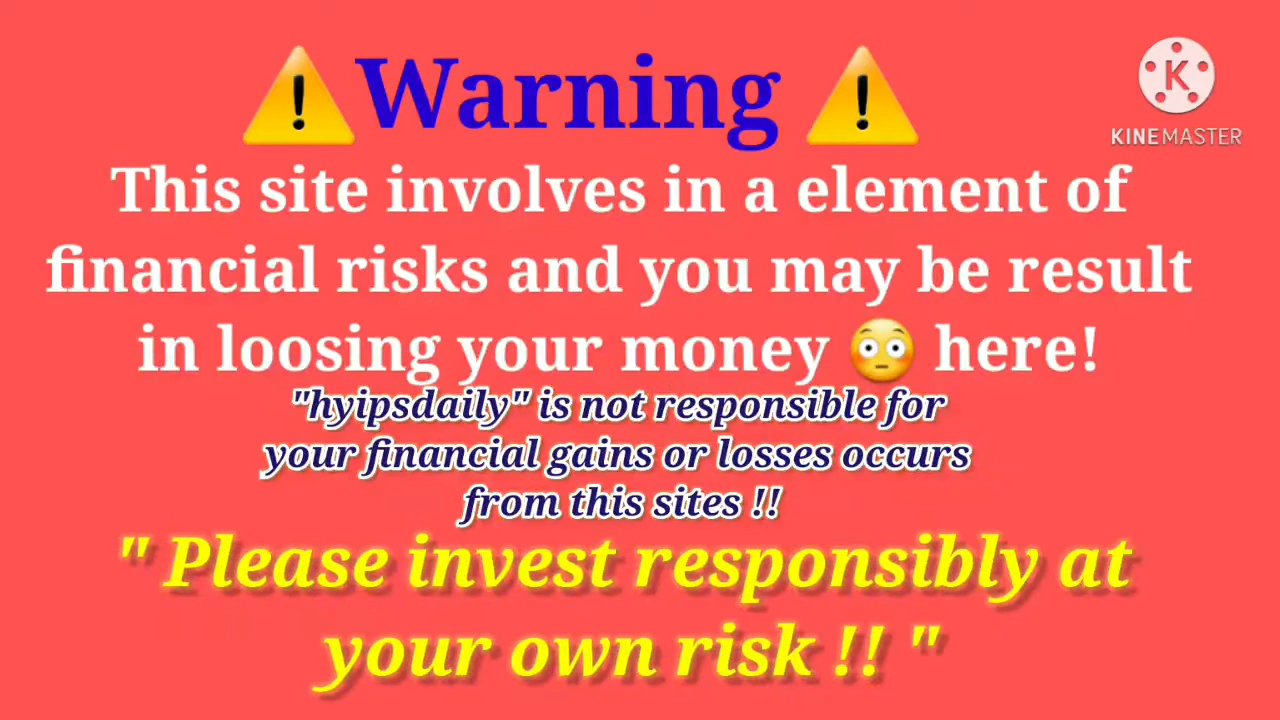 ⚠️Warning ⚠️
KINEMASTER
This site involves in a element of
financial risks and you may be result
in loosing your money 😳 here!
"hyipsdaily" is not responsible for
your financial gains or losses occurs
from this sites !!
" Please invest responsibly at
your own risk !! "